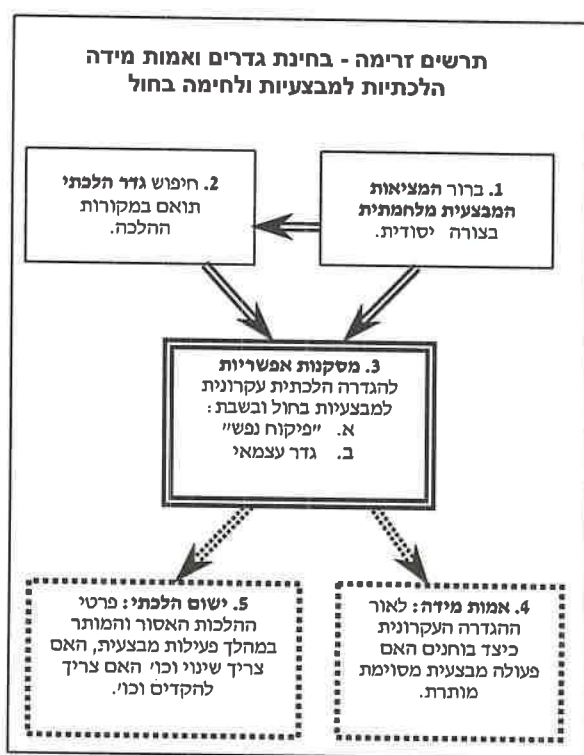 תרשים זרימה - בחינת גדרים ואמות מידה
הלכתיות למבצעיות ולחימה בחול
1. ברור המציאות
המבצעית מלחמתית
בצורה יסודית.
2. חיפוש גדר הלכתי
תואם במקורות
ההלכה.
3. מסקנות אפשריות
להגדרה הלכתית עקרונית
למבצעיות בחול ובשבת:
א. "פיקוח נפש"
ב. גדר עצמאי
4. אמות מידה: לאור
ההגדרה העקרונית
כיצד בוחנים האם
פעולה מבצעית מסוימת
מותרת.
5. ישום הלכתי: פרטי
ההלכות האסור והמותר
במהלך פעילות מבצעית, האם
צריך שינוי וכו' האם צריך
להקדים וכו'.